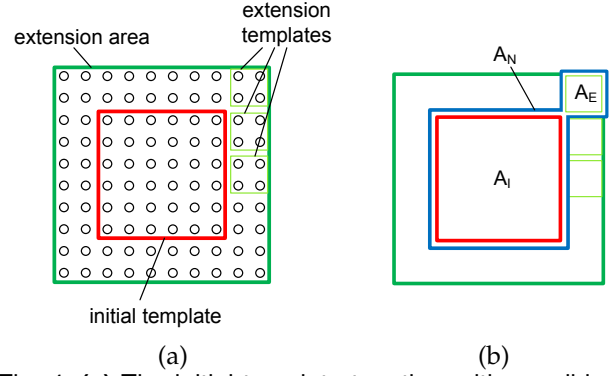 extension
templates
extension area
initial template
A_N
A_E
A_I
(a)
(b)